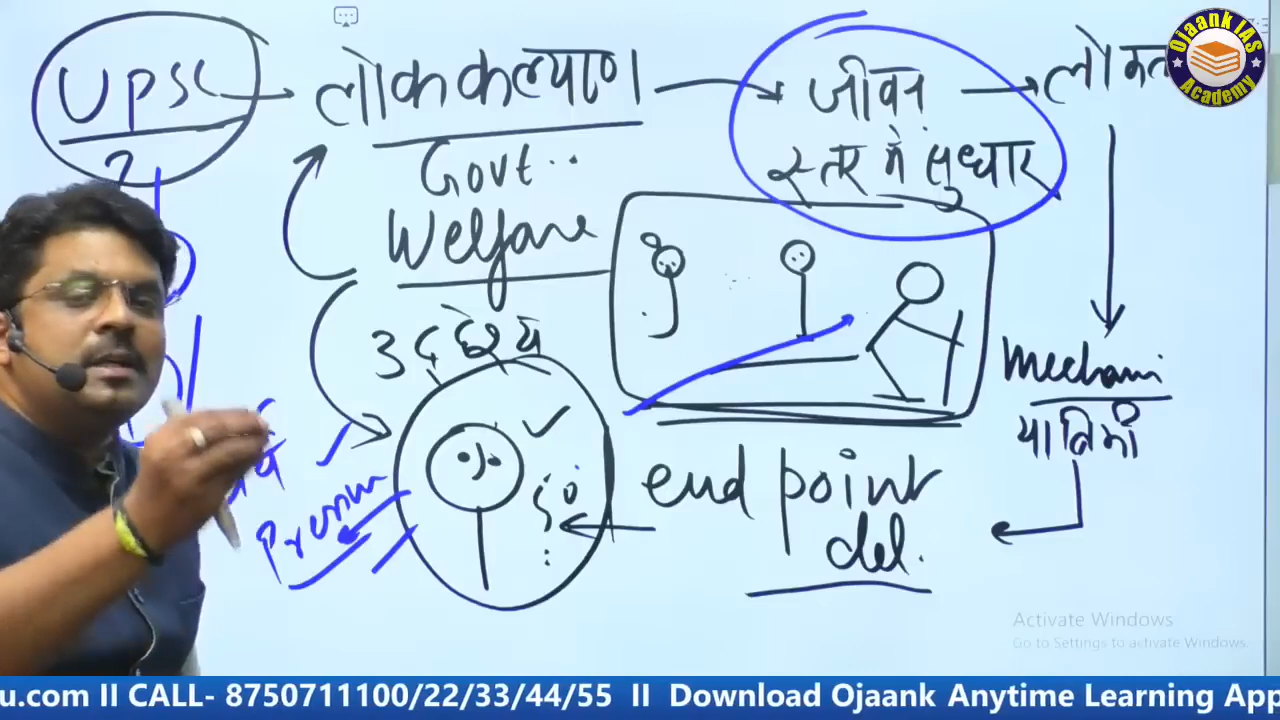 UPSC
?
लोककल्याण
Govt..
Welfare
जीवन
स्तर में सुधार
लोकत
Mechani
उद्देश्य
end point
del.
Ojaank IAS
Academy
Activate Windows
Go to Settings to activate Windows.
u.com II CALL- 8750711100/22/33/44/55 II Download Ojaank Anytime Learning App